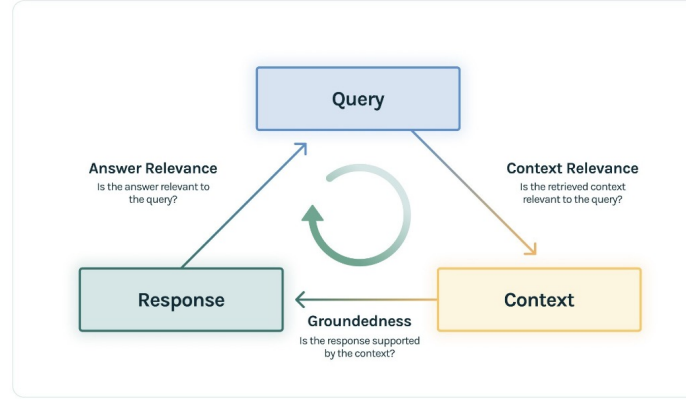 Query
Answer Relevance
Is the answer relevant to
the query?
Context Relevance
Is the retrieved context
relevant to the query?
Response
Context
Groundedness
Is the response supported
by the context?